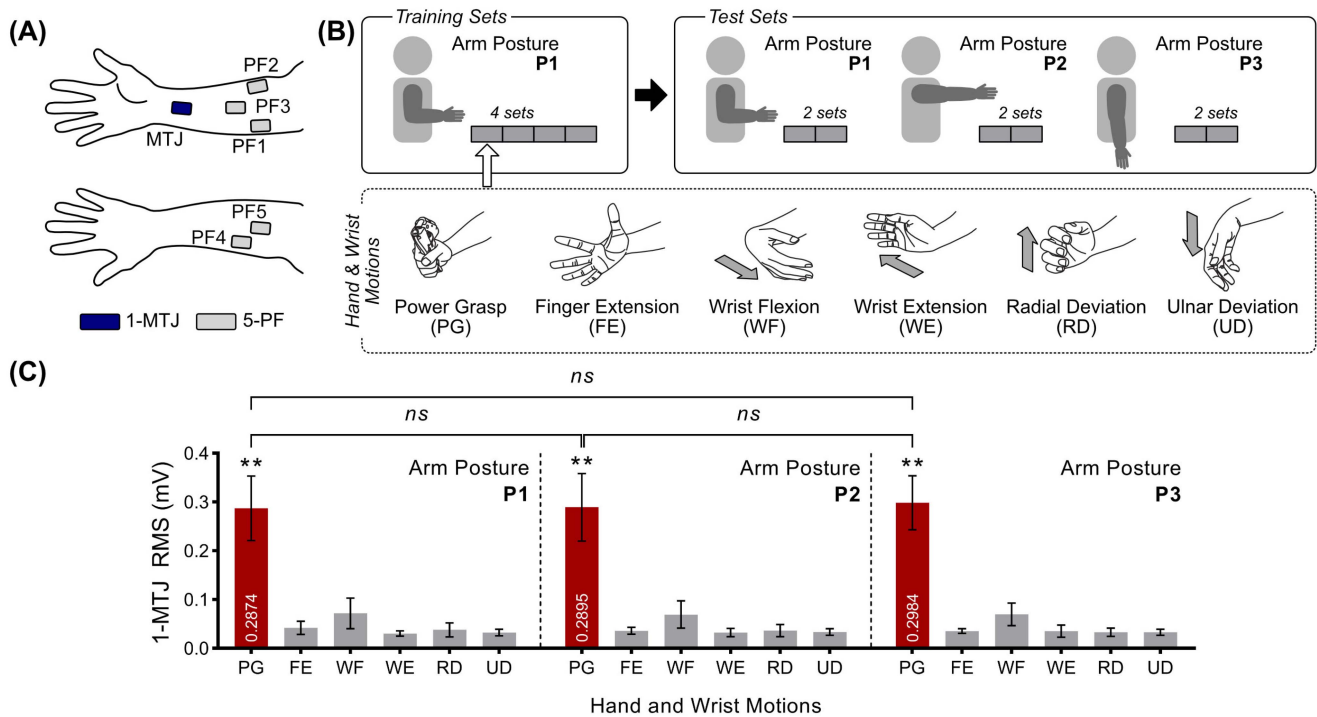 (A)
PF2
PF3
MTJ
PF1
PF5
PF4
1-MTJ
5-PF
(B)
Training Sets
Arm Posture
P1
4 sets
Test Sets
Arm Posture
P1
2 sets
Arm Posture
P2
2 sets
Arm Posture
P3
2 sets
Hand & Wrist
Motions
Power Grasp
(PG)
Finger Extension
(FE)
Wrist Flexion
(WF)
Wrist Extension
(WE)
Radial Deviation
(RD)
Ulnar Deviation
(UD)
(C)
ns
ns
ns
1-MTJ RMS (mV)
0.4
0.3
0.2
0.1
0.0
**
0.2874
Arm Posture
P1
**
0.2895
Arm Posture
P2
**
0.2984
Arm Posture
P3
PG FE WF WE RD UD PG FE WF WE RD UD PG FE WF WE RD UD
Hand and Wrist Motions